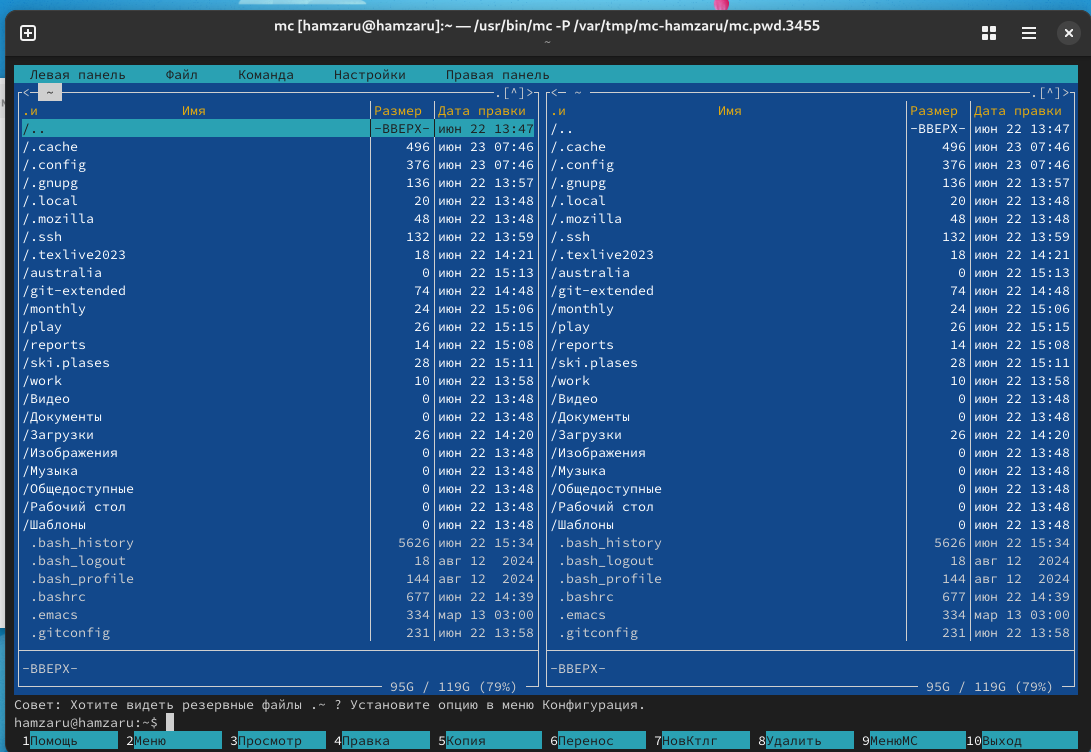 mc [hamzaru@hamzaru]:~ — /usr/bin/mc -P /var/tmp/mc-hamzaru/mc.pwd.3455
~
Левая панель Файл Команда Настройки Правая панель
<─ ~ .[^]> <─ ~ .[^]>
.и Имя Размер Дата правки .и Имя Размер Дата правки
/.. -ВВЕРХ- июн 22 13:47 /.. -ВВЕРХ- июн 22 13:47
/.cache 496 июн 23 07:46 /.cache 496 июн 23 07:46
/.config 376 июн 23 07:46 /.config 376 июн 23 07:46
/.gnupg 136 июн 22 13:57 /.gnupg 136 июн 22 13:57
/.local 20 июн 22 13:48 /.local 20 июн 22 13:48
/.mozilla 48 июн 22 13:48 /.mozilla 48 июн 22 13:48
/.ssh 132 июн 22 13:59 /.ssh 132 июн 22 13:59
/.texlive2023 18 июн 22 14:21 /.texlive2023 18 июн 22 14:21
/australia 0 июн 22 15:13 /australia 0 июн 22 15:13
/git-extended 74 июн 22 14:48 /git-extended 74 июн 22 14:48
/monthly 24 июн 22 15:06 /monthly 24 июн 22 15:06
/play 26 июн 22 15:15 /play 26 июн 22 15:15
/reports 14 июн 22 15:08 /reports 14 июн 22 15:08
/ski.plases 28 июн 22 15:11 /ski.plases 28 июн 22 15:11
/work 10 июн 22 13:58 /work 10 июн 22 13:58
/Видео 0 июн 22 13:48 /Видео 0 июн 22 13:48
/Документы 0 июн 22 13:48 /Документы 0 июн 22 13:48
/Загрузки 26 июн 22 14:20 /Загрузки 26 июн 22 14:20
/Изображения 0 июн 22 13:48 /Изображения 0 июн 22 13:48
/Музыка 0 июн 22 13:48 /Музыка 0 июн 22 13:48
/Общедоступные 0 июн 22 13:48 /Общедоступные 0 июн 22 13:48
/Рабочий стол 0 июн 22 13:48 /Рабочий стол 0 июн 22 13:48
/Шаблоны 0 июн 22 13:48 /Шаблоны 0 июн 22 13:48
.bash_history 5626 июн 22 15:34 .bash_history 5626 июн 22 15:34
.bash_logout 18 авг 12 2024 .bash_logout 18 авг 12 2024
.bash_profile 144 авг 12 2024 .bash_profile 144 авг 12 2024
.bashrc 677 июн 22 14:39 .bashrc 677 июн 22 14:39
.emacs 334 мар 13 03:00 .emacs 334 мар 13 03:00
.gitconfig 231 июн 22 13:58 .gitconfig 231 июн 22 13:58
-ВВЕРХ- -ВВЕРХ-
95G / 119G (79%) 95G / 119G (79%)
Совет: Хотите видеть резервные файлы .~ ? Установите опцию в меню Конфигурация.
hamzaru@hamzaru:~$
1Помощь 2Меню 3Просмотр 4Правка 5Копия 6Перенос 7НовКтлг 8Удалить 9МенюMC 10Выход